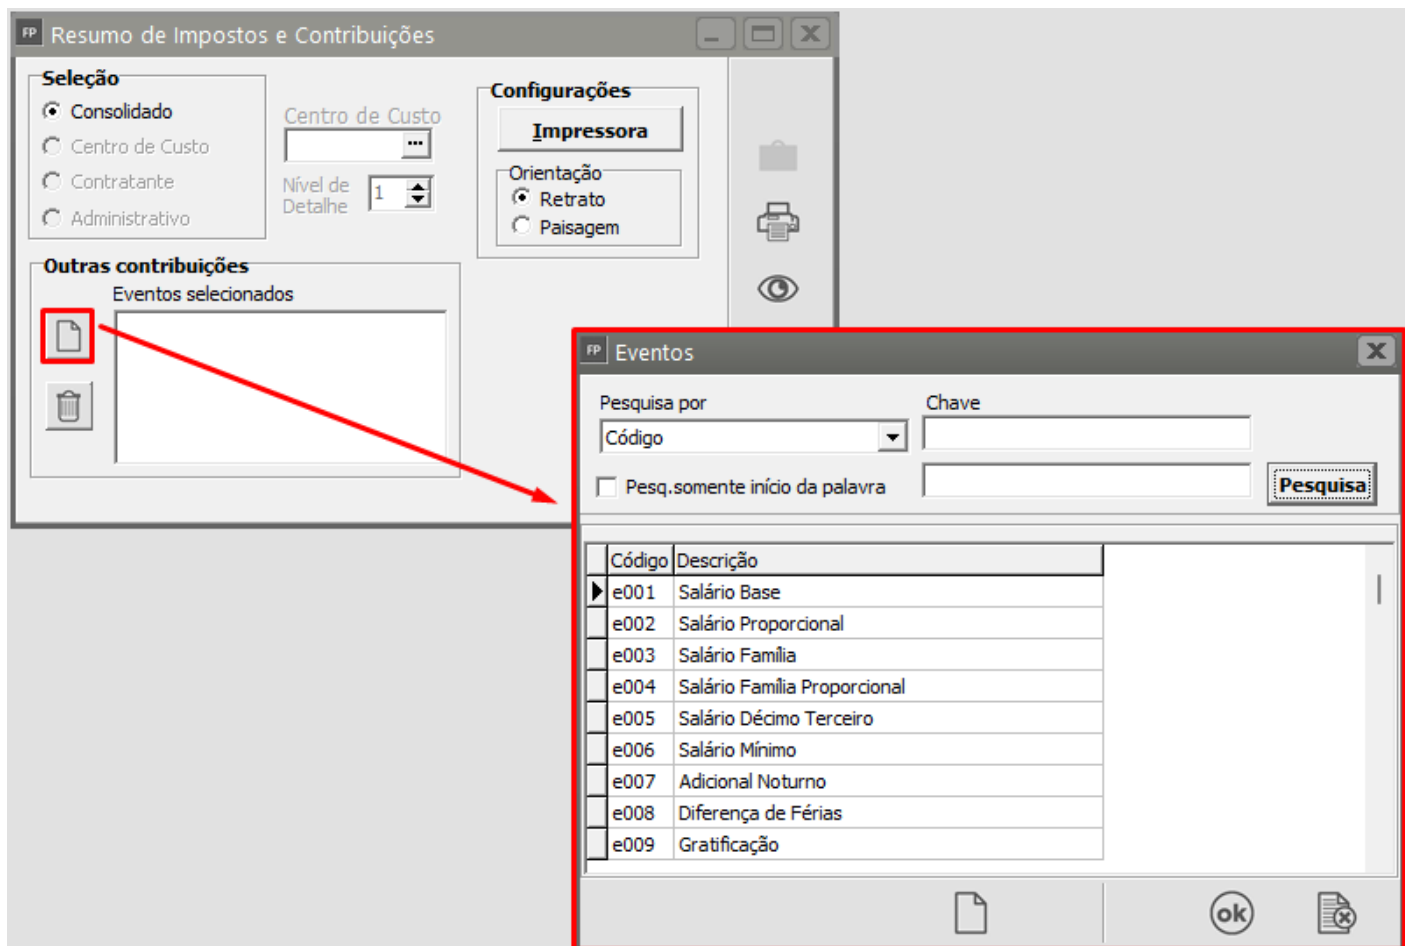 FP Resumo de Impostos e Contribuições
Seleção
Consolidado
Centro de Custo
Contratante
Administrativo
Centro de Custo
...
Nível de
Detalhe
1
Configurações
Impressora
Orientação
Retrato
Paisagem
Outras contribuições
Eventos selecionados
FP Eventos
Pesquisa por
Chave
Código
Pesq.somente início da palavra
Pesquisa
Código Descrição
e001 Salário Base
e002 Salário Proporcional
e003 Salário Família
e004 Salário Família Proporcional
e005 Salário Décimo Terceiro
e006 Salário Mínimo
e007 Adicional Noturno
e008 Diferença de Férias
e009 Gratificação
ok